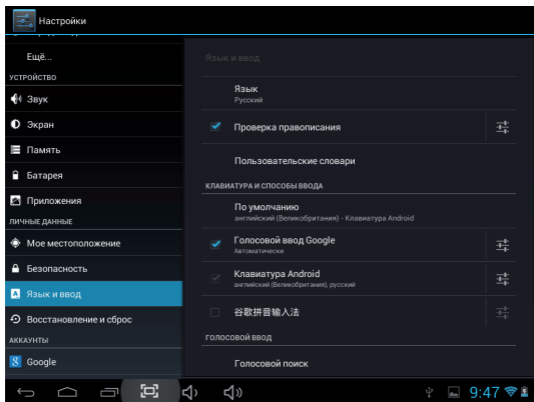 Настройки
Ещё...
УСТРОЙСТВО
Звук
Экран
Память
Батарея
Приложения
ЛИЧНЫЕ ДАННЫЕ
Мое местоположение
Безопасность
Язык и ввод
Восстановление и сброс
АККАУНТЫ
Google
Язык и ввод
Язык
Русский
Проверка правописания
Пользовательские словари
КЛАВИАТУРА И СПОСОБЫ ВВОДА
По умолчанию
английский (Великобритания) - Клавиатура Android
Голосовой ввод Google
Автоматически
Клавиатура Android
английский (Великобритания), русский
谷歌拼音输入法
ГОЛОСОВОЙ ВВОД
Голосовой поиск
9:47